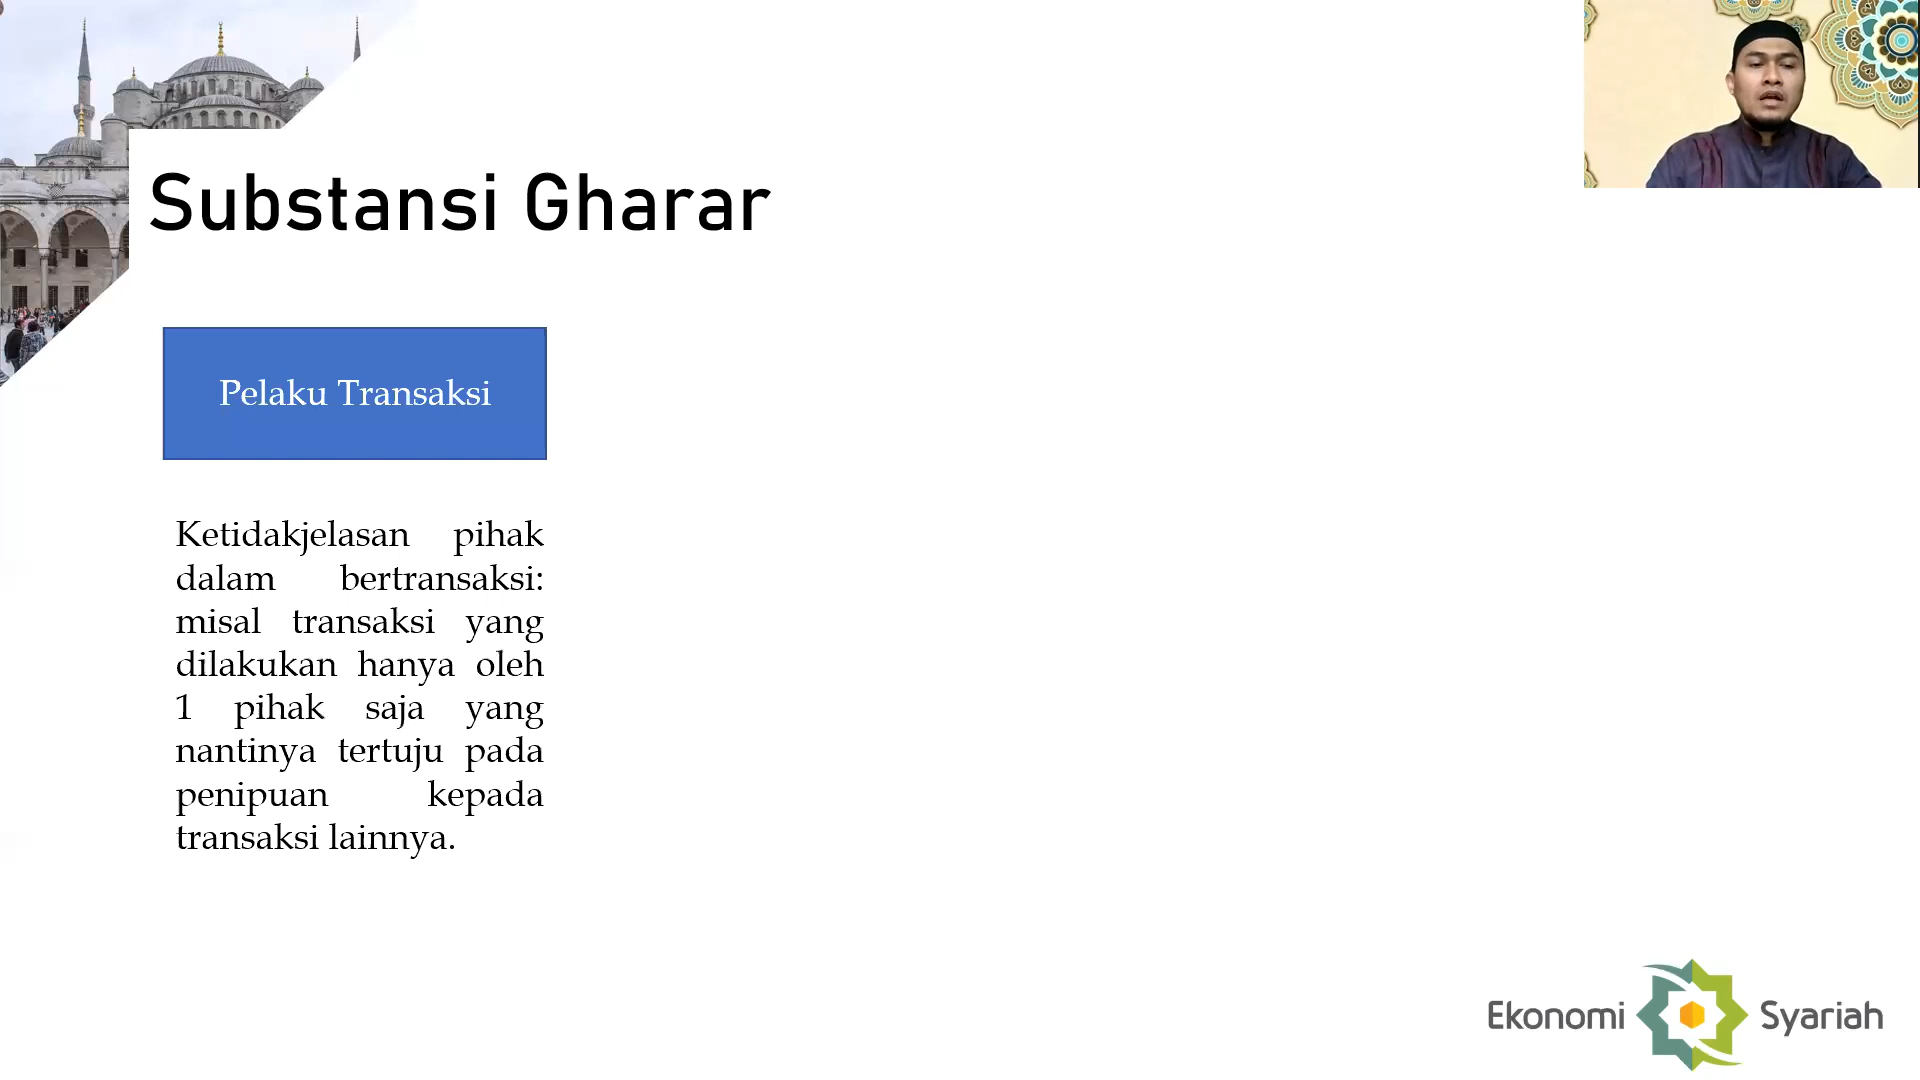 Substansi Gharar
Pelaku Transaksi
Ketidakjelasan pihak
dalam bertransaksi:
misal transaksi yang
dilakukan hanya oleh
1 pihak saja yang
nantinya tertuju pada
penipuan kepada
transaksi lainnya.
Ekonomi Syariah